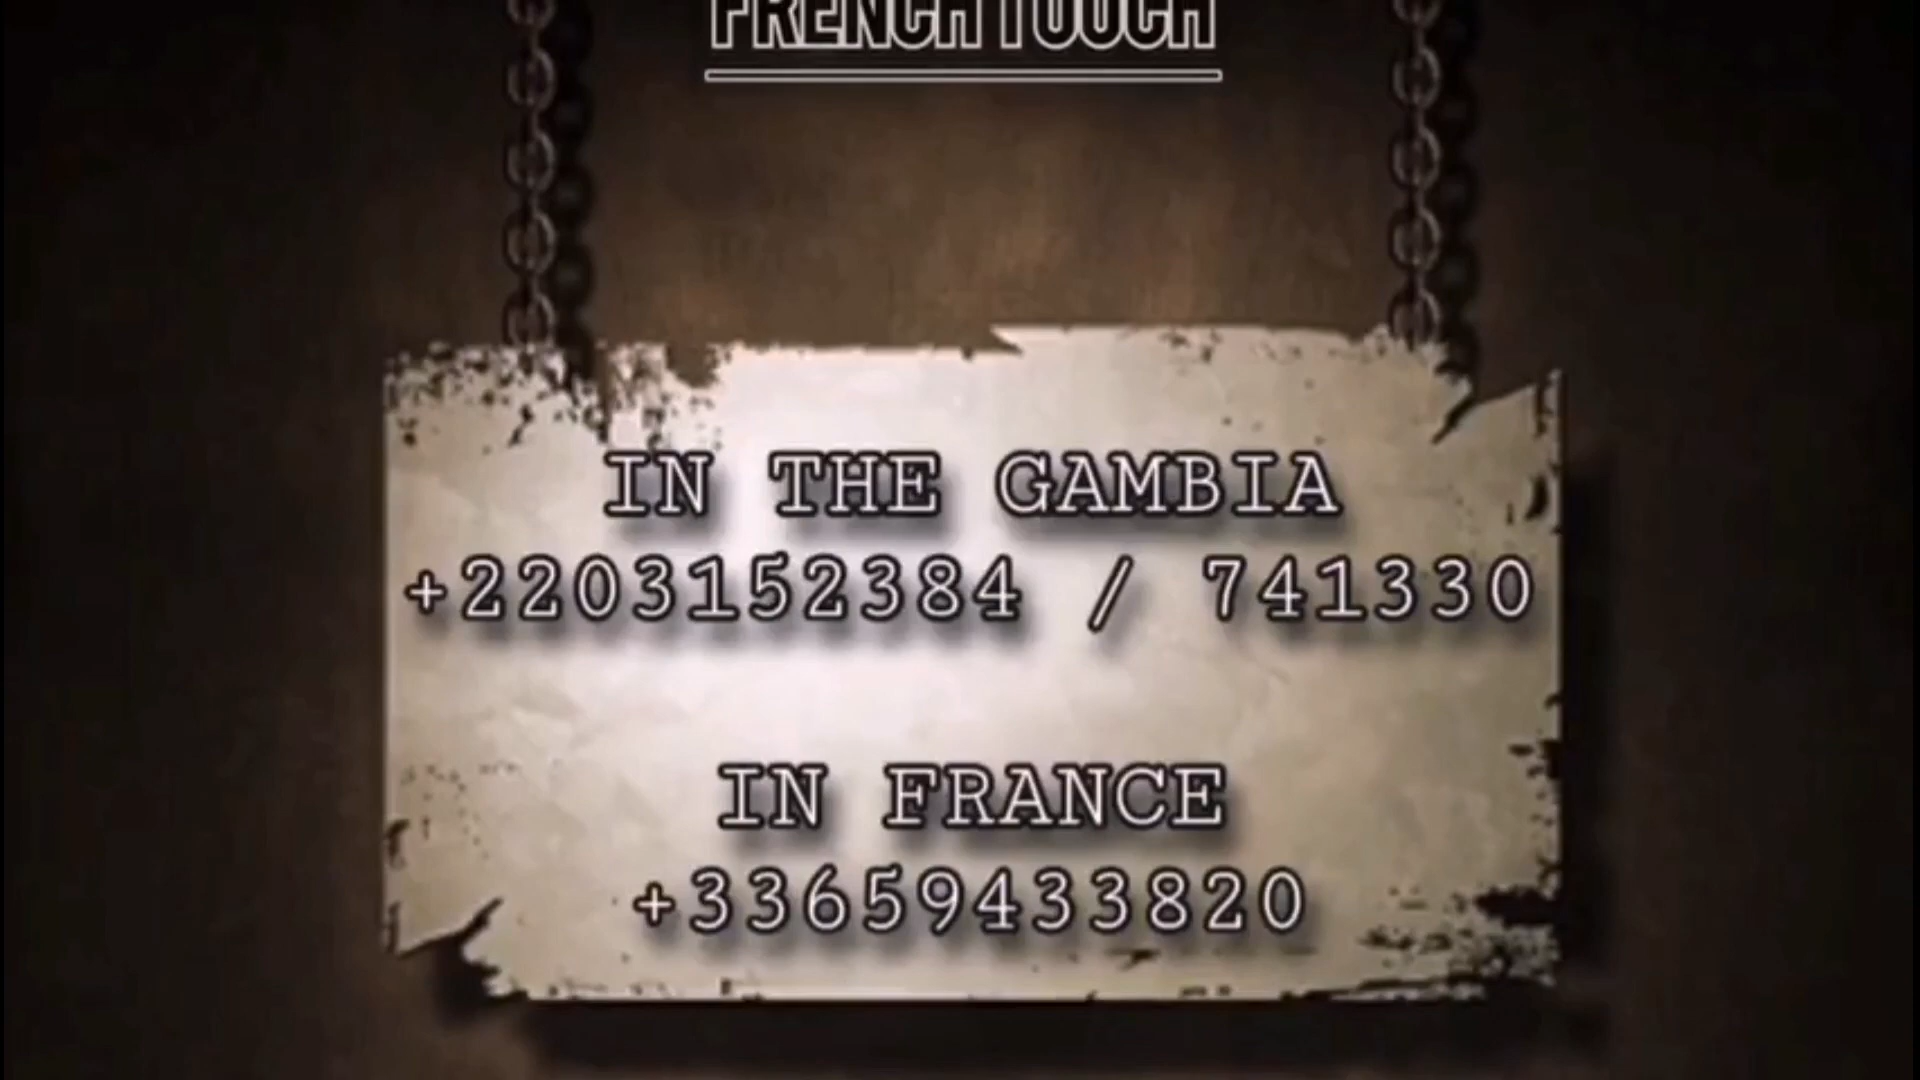 FRENCH TOUCH
IN THE GAMBIA
+2203152384 / 741330
IN FRANCE
+33659433820